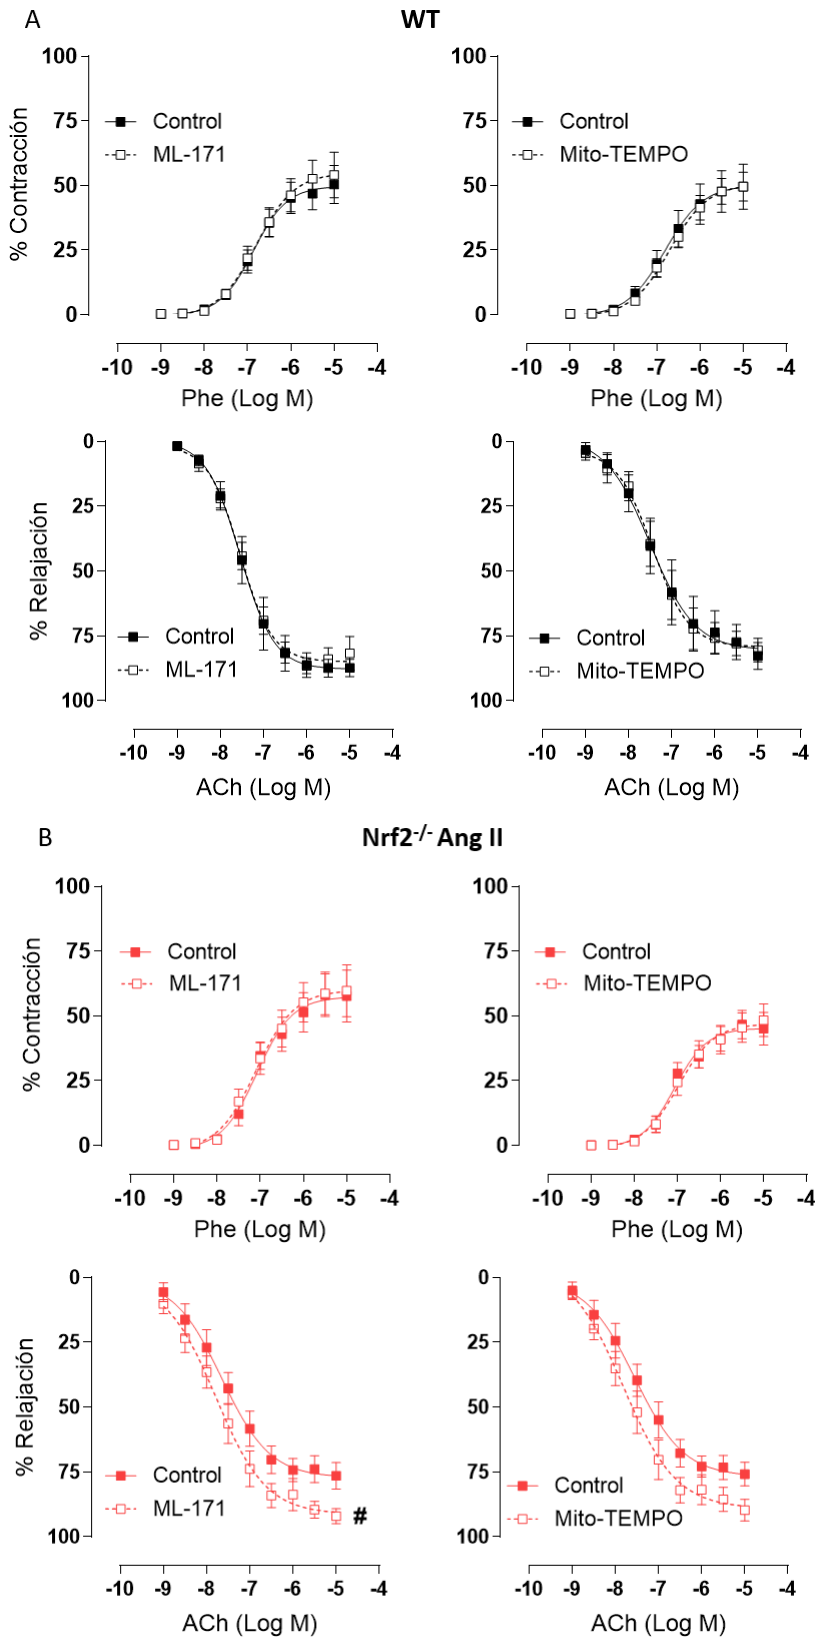 A
WT
100
75
50
25
0
% Contracción
Control
ML-171
-10 -9 -8 -7 -6 -5 -4
Phe (Log M)
100
75
50
25
0
Control
Mito-TEMPO
-10 -9 -8 -7 -6 -5 -4
Phe (Log M)
0
25
50
75
100
% Relajación
Control
ML-171
-10 -9 -8 -7 -6 -5 -4
ACh (Log M)
0
25
50
75
100
Control
Mito-TEMPO
-10 -9 -8 -7 -6 -5 -4
ACh (Log M)
B
Nrf2-/- Ang II
100
75
50
25
0
% Contracción
Control
ML-171
-10 -9 -8 -7 -6 -5 -4
Phe (Log M)
100
75
50
25
0
Control
Mito-TEMPO
-10 -9 -8 -7 -6 -5 -4
Phe (Log M)
0
25
50
75
100
% Relajación
Control
ML-171
#
-10 -9 -8 -7 -6 -5 -4
ACh (Log M)
0
25
50
75
100
Control
Mito-TEMPO
-10 -9 -8 -7 -6 -5 -4
ACh (Log M)